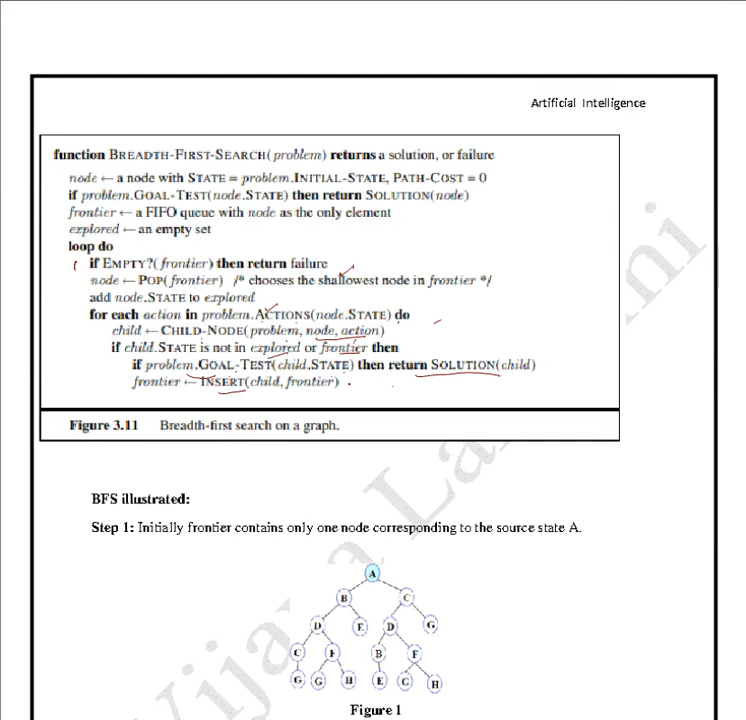 Artificial Intelligence
function BREADTH-FIRST-SEARCH(problem) returns a solution, or failure
node ← a node with STATE = problem.INITIAL-STATE, PATH-COST = 0
if problem.GOAL-TEST(node.STATE) then return SOLUTION(node)
frontier ← a FIFO queue with node as the only element
explored ← an empty set
loop do
if EMPTY?(frontier) then return failure
node ← POP(frontier) /* chooses the shallowest node in frontier */
add node.STATE to explored
for each action in problem.ACTIONS(node.STATE) do
child ← CHILD-NODE(problem, node, action)
if child.STATE is not in explored or frontier then
if problem.GOAL-TEST(child.STATE) then return SOLUTION(child)
frontier ← INSERT(child, frontier)
Figure 3.11 Breadth-first search on a graph.
BFS illustrated:
Step 1: Initially frontier contains only one node corresponding to the source state A.
A
B C
D E D G
C F B F
G G H E G H
Figure 1